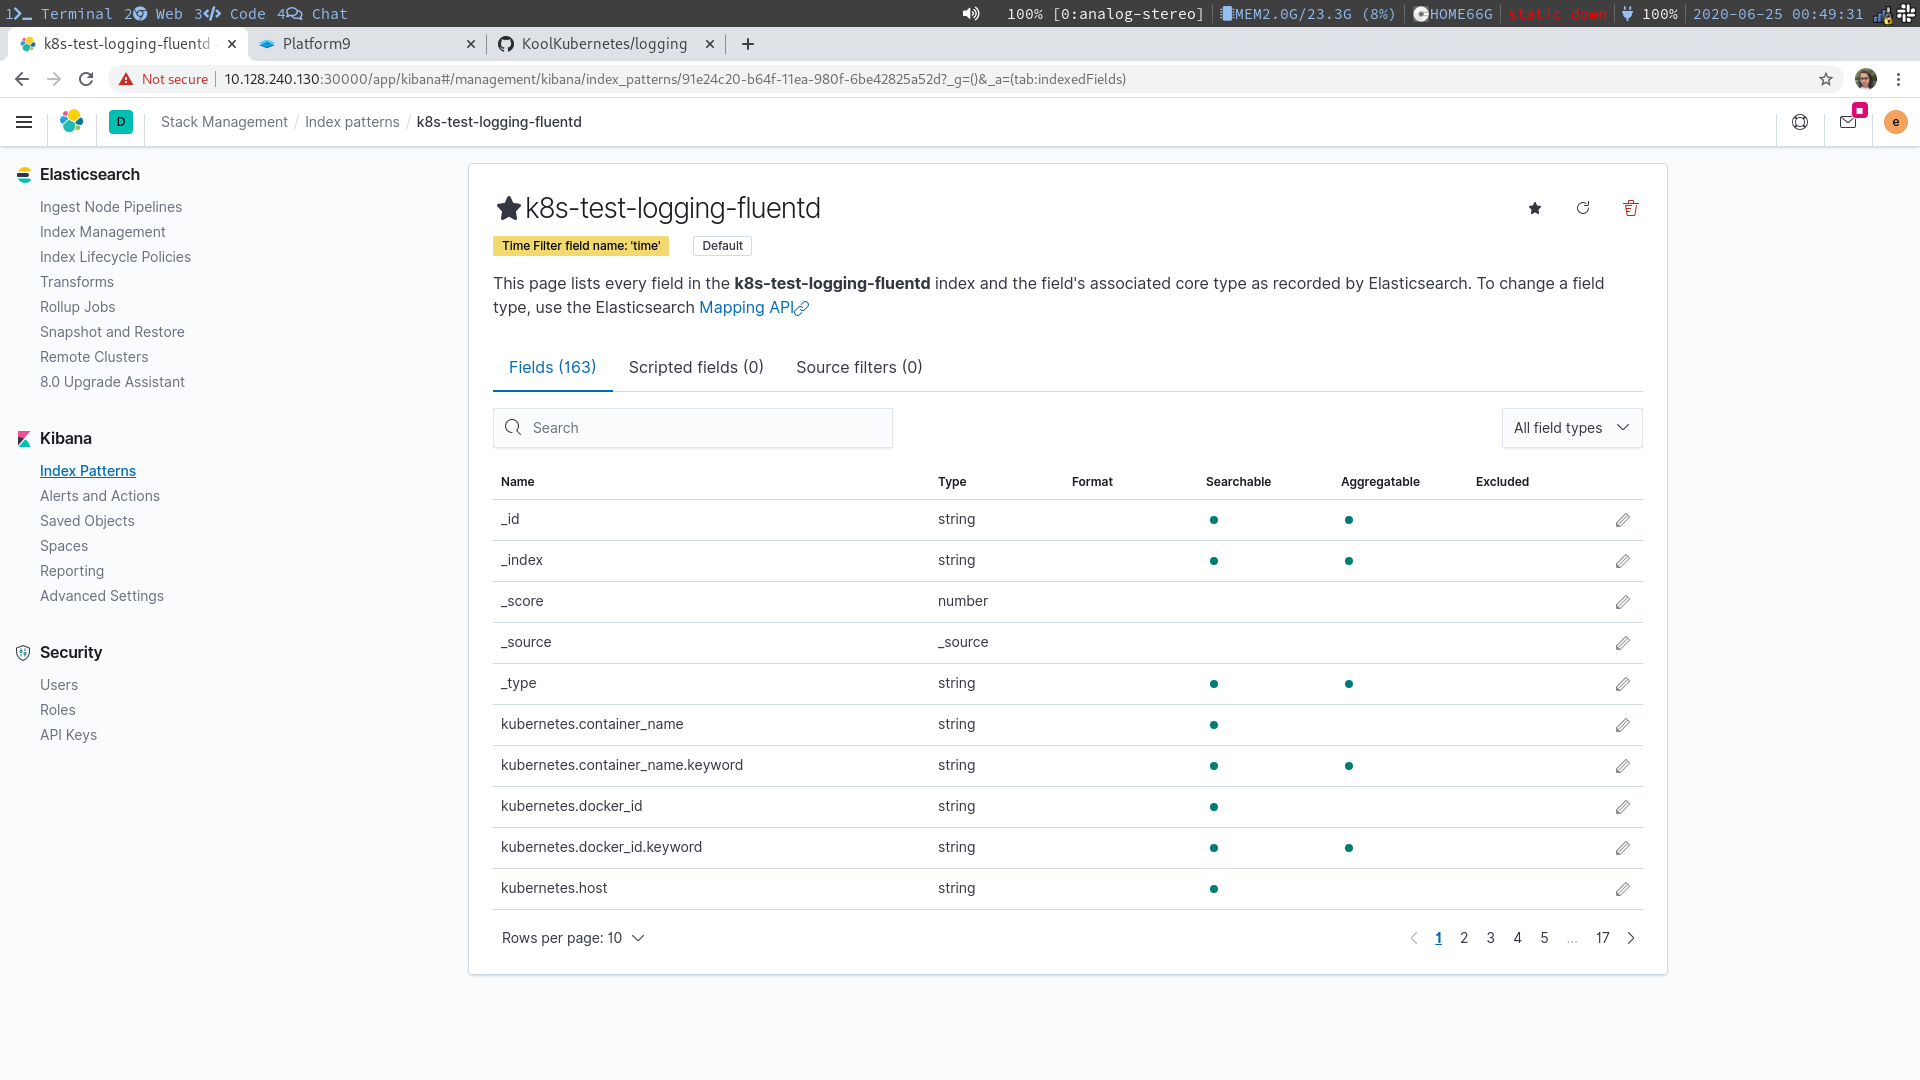 1 Terminal 2 Web 3 Code 4 Chat 100% [0:analog-stereo] MEM2.0G/23.3G (8%) HOME66G static down 100% 2020-06-25 00:49:31
k8s-test-logging-fluentd Platform9 KoolKubernetes/logging
Not secure 10.128.240.130:30000/app/kibana#/management/kibana/index_patterns/91e24c20-b64f-11ea-980f-6be42825a52d?_g=()&_a=(tab:indexedFields)
D Stack Management / Index patterns / k8s-test-logging-fluentd e
Elasticsearch
Ingest Node Pipelines
Index Management
Index Lifecycle Policies
Transforms
Rollup Jobs
Snapshot and Restore
Remote Clusters
8.0 Upgrade Assistant
Kibana
Index Patterns
Alerts and Actions
Saved Objects
Spaces
Reporting
Advanced Settings
Security
Users
Roles
API Keys
k8s-test-logging-fluentd
Time Filter field name: 'time' Default
This page lists every field in the k8s-test-logging-fluentd index and the field's associated core type as recorded by Elasticsearch. To change a field
type, use the Elasticsearch Mapping API
Fields (163) Scripted fields (0) Source filters (0)
Search All field types
Name Type Format Searchable Aggregatable Excluded
_id string
_index string
_score number
_source _source
_type string
kubernetes.container_name string
kubernetes.container_name.keyword string
kubernetes.docker_id string
kubernetes.docker_id.keyword string
kubernetes.host string
Rows per page: 10 1 2 3 4 5 ... 17